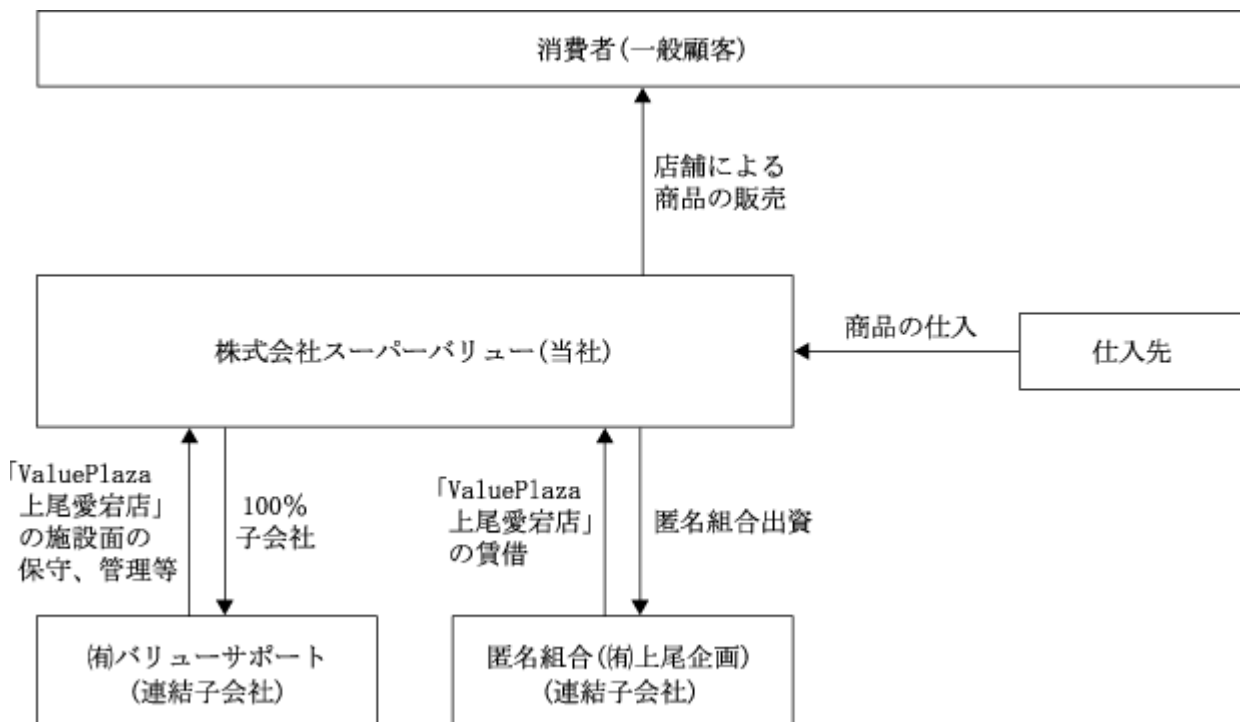 消費者(一般顧客)
店舗による
商品の販売
株式会社スーパーバリュー(当社)
商品の仕入
仕入先
「ValuePlaza
上尾愛宕店」
の施設面の
保守、管理等
100%
子会社
「ValuePlaza
上尾愛宕店」
の賃借
匿名組合出資
㈲バリューサポート
(連結子会社)
匿名組合(㈲上尾企画)
(連結子会社)